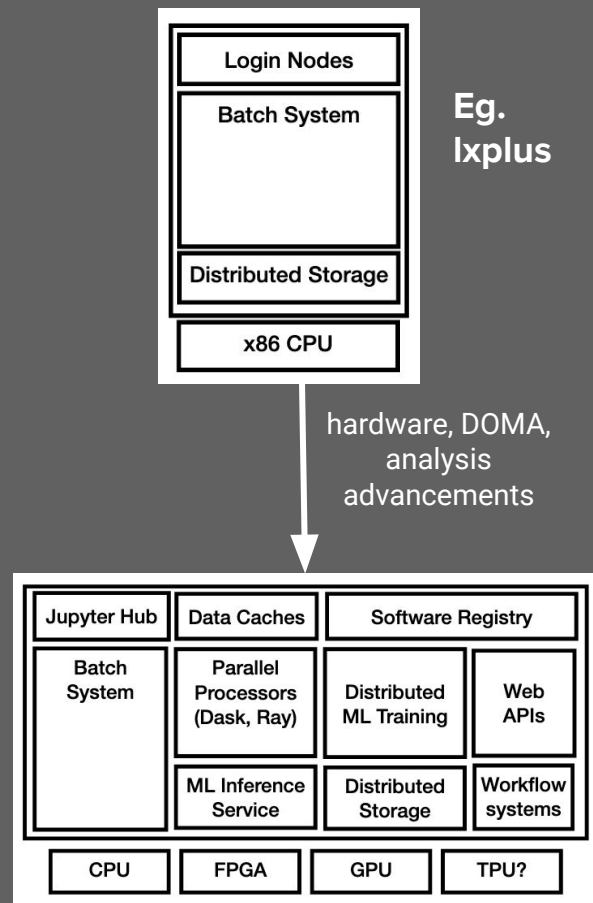 Login Nodes
Batch System
Distributed Storage
x86 CPU
Eg.
lxplus
hardware, DOMA,
analysis
advancements
Jupyter Hub
Data Caches
Software Registry
Batch
System
Parallel
Processors
(Dask, Ray)
Distributed
ML Training
Web
APIs
ML Inference
Service
Distributed
Storage
Workflow
systems
CPU
FPGA
GPU
TPU?